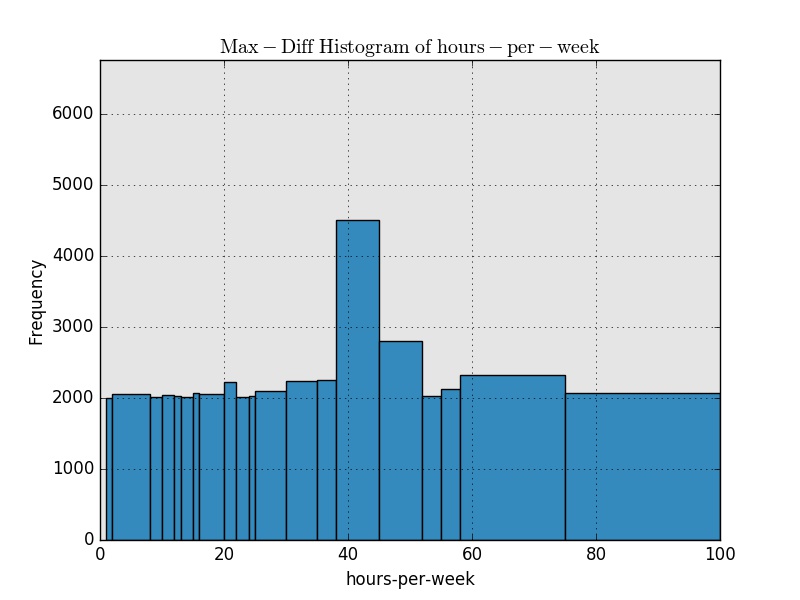 Max − Diff Histogram of hours − per − week
6000
5000
4000
3000
2000
1000
0
Frequency
0 20 40 60 80 100
hours-per-week